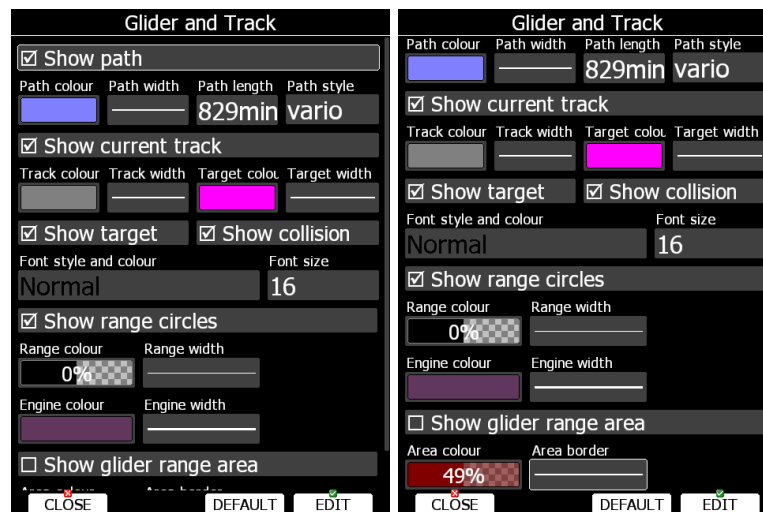 Glider and Track
Show path
Path colour Path width Path length Path style
829min vario
Show current track
Track colour Track width Target colou Target width
Show target Show collision
Font style and colour Font size
Normal 16
Show range circles
Range colour Range width
0%
Engine colour Engine width
Show glider range area
Area colour Area border
CLOSE DEFAULT EDIT
Glider and Track
Path colour Path width Path length Path style
829min vario
Show current track
Track colour Track width Target colou Target width
Show target Show collision
Font style and colour Font size
Normal 16
Show range circles
Range colour Range width
0%
Engine colour Engine width
Show glider range area
Area colour Area border
49%
CLOSE DEFAULT EDIT